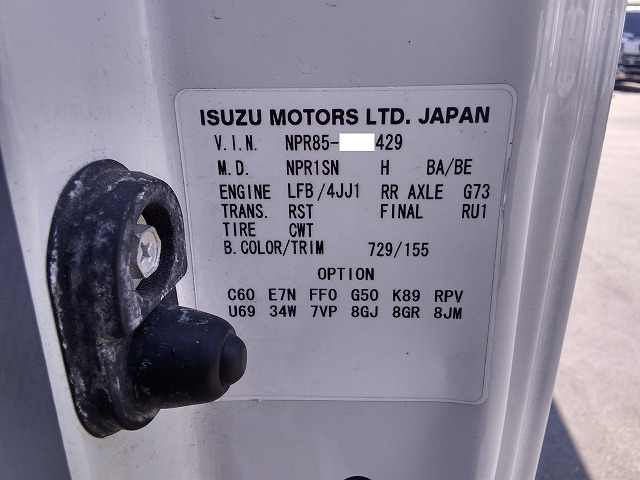 ISUZU MOTORS LTD. JAPAN
V.I.N. NPR85- 429
M.D. NPR1SN H BA/BE
ENGINE LFB/4JJ1 RR AXLE G73
TRANS. RST FINAL RU1
TIRE CWT
B.COLOR/TRIM 729/155
OPTION
C60 E7N FF0 G50 K89 RPV
U69 34W 7VP 8GJ 8GR 8JM